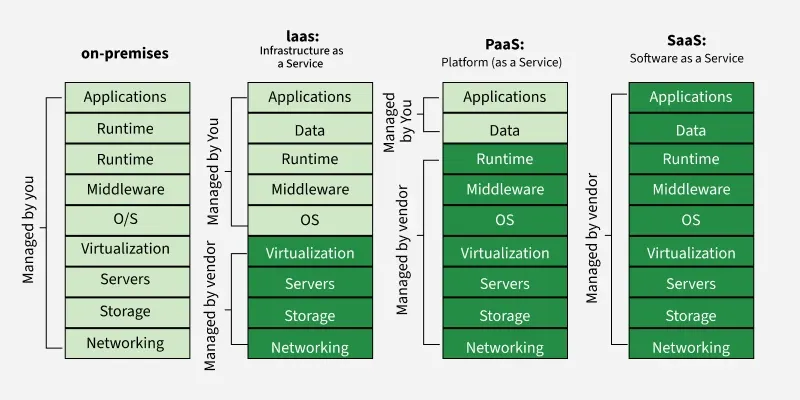 on-premises
Managed by you
Applications
Runtime
Runtime
Middleware
O/S
Virtualization
Servers
Storage
Networking
laas:
Infrastructure as
a Service
Managed by You
Managed by vendor
Applications
Data
Runtime
Middleware
OS
Virtualization
Servers
Storage
Networking
PaaS:
Platform (as a Service)
Managed
by You
Managed by vendor
Applications
Data
Runtime
Middleware
OS
Virtualization
Servers
Storage
Networking
SaaS:
Software as a Service
Managed by vendor
Applications
Data
Runtime
Middleware
OS
Virtualization
Servers
Storage
Networking